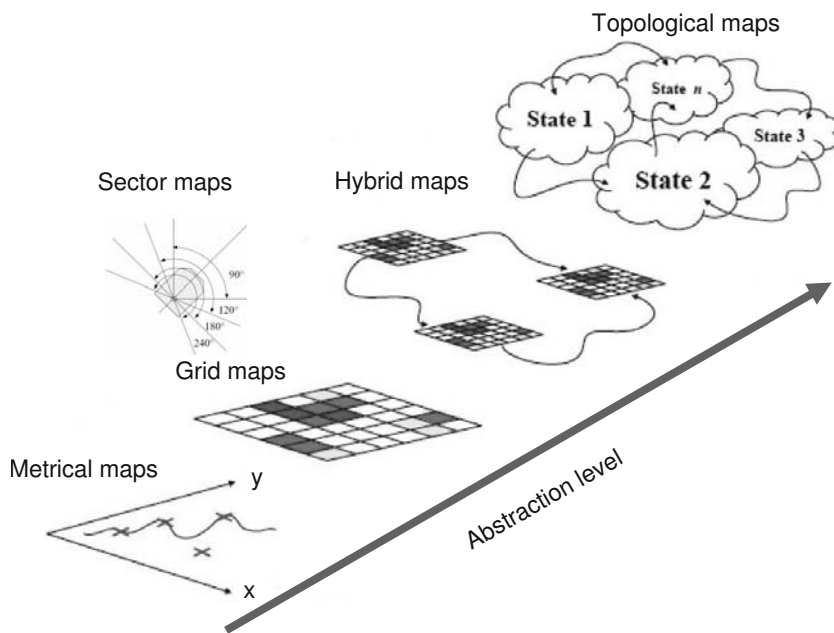 Topological maps
State n
State 1
State 3
State 2
Sector maps
Hybrid maps
90°
120°
180°
240°
Grid maps
Metrical maps
y
x
Abstraction level